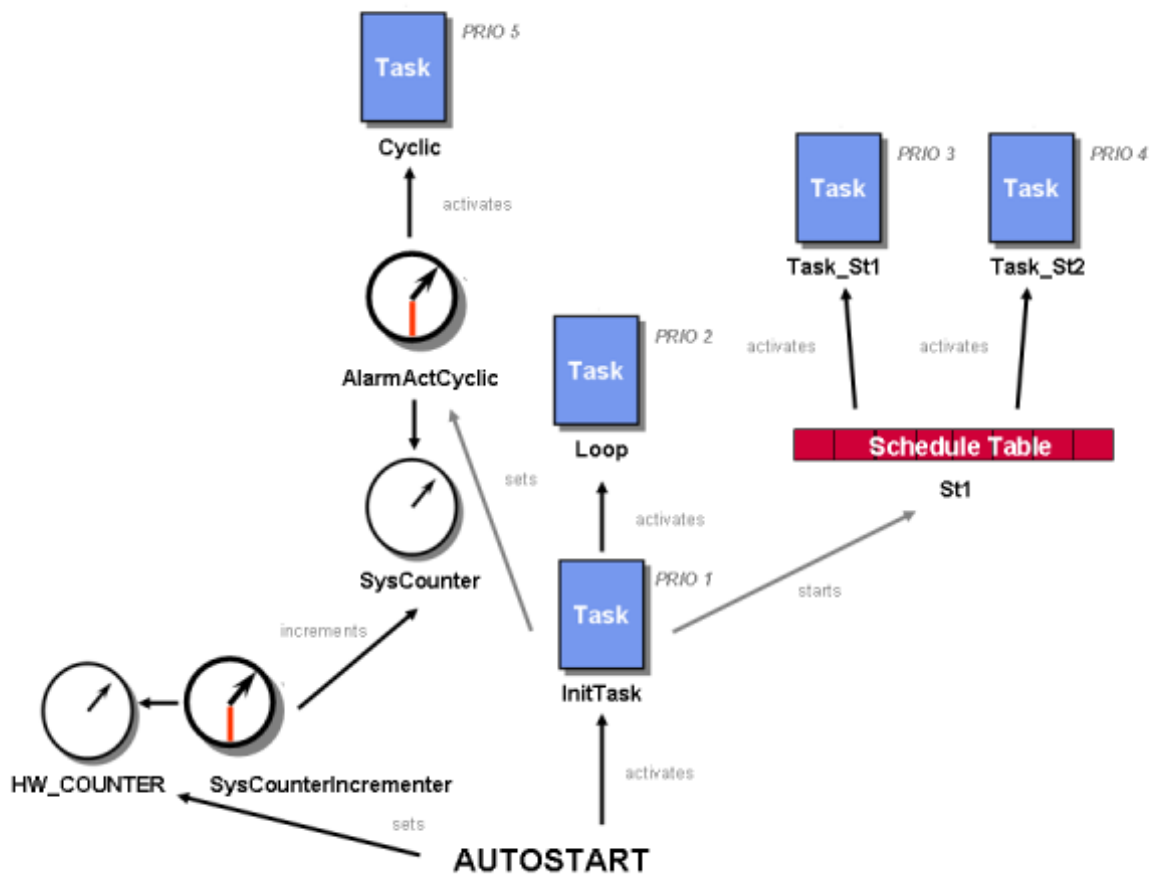 PRIO 5
Task
Cyclic
activates
AlarmActCyclic
PRIO 3
PRIO 4
Task
Task
Task_St1
Task_St2
activates
activates
Schedule Table
St1
PRIO 2
Task
Loop
sets
activates
SysCounter
PRIO 1
Task
InitTask
starts
increments
HW_COUNTER
SysCounterIncrementer
activates
sets
AUTOSTART